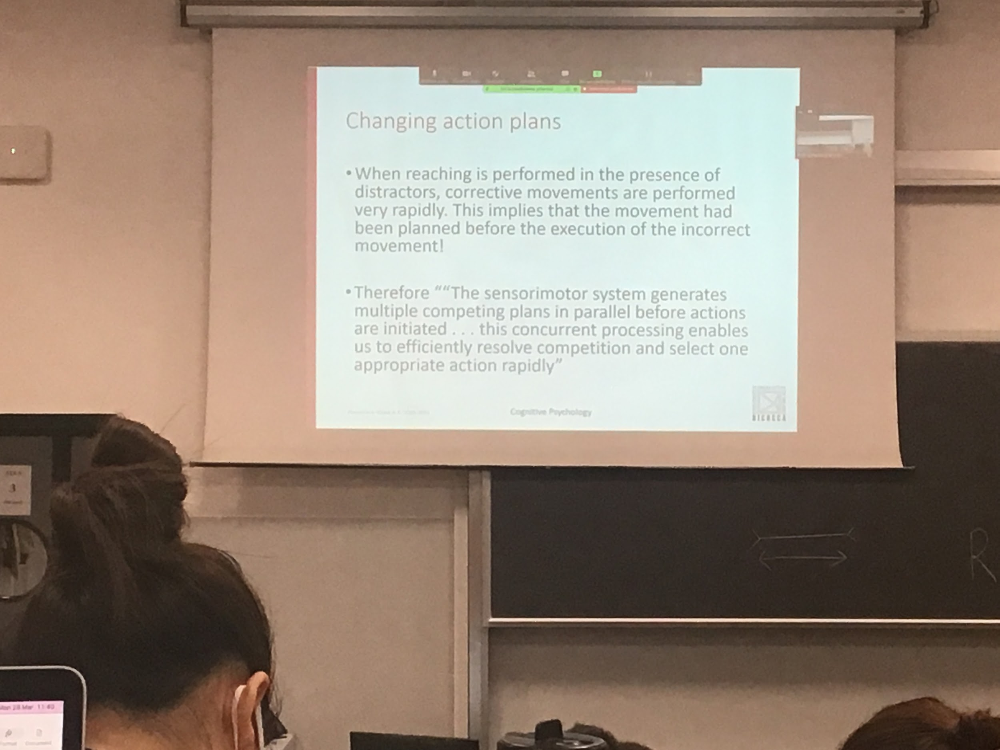 Changing action plans
• When reaching is performed in the presence of
distractors, corrective movements are performed
very rapidly. This implies that the movement had
been planned before the execution of the incorrect
movement!
• Therefore ““The sensorimotor system generates
multiple competing plans in parallel before actions
are initiated . . . this concurrent processing enables
us to efficiently resolve competition and select one
appropriate action rapidly”
Cognitive Psychology
BICOCCA
3
R
Mon 28 Mar 11:40
Format Document